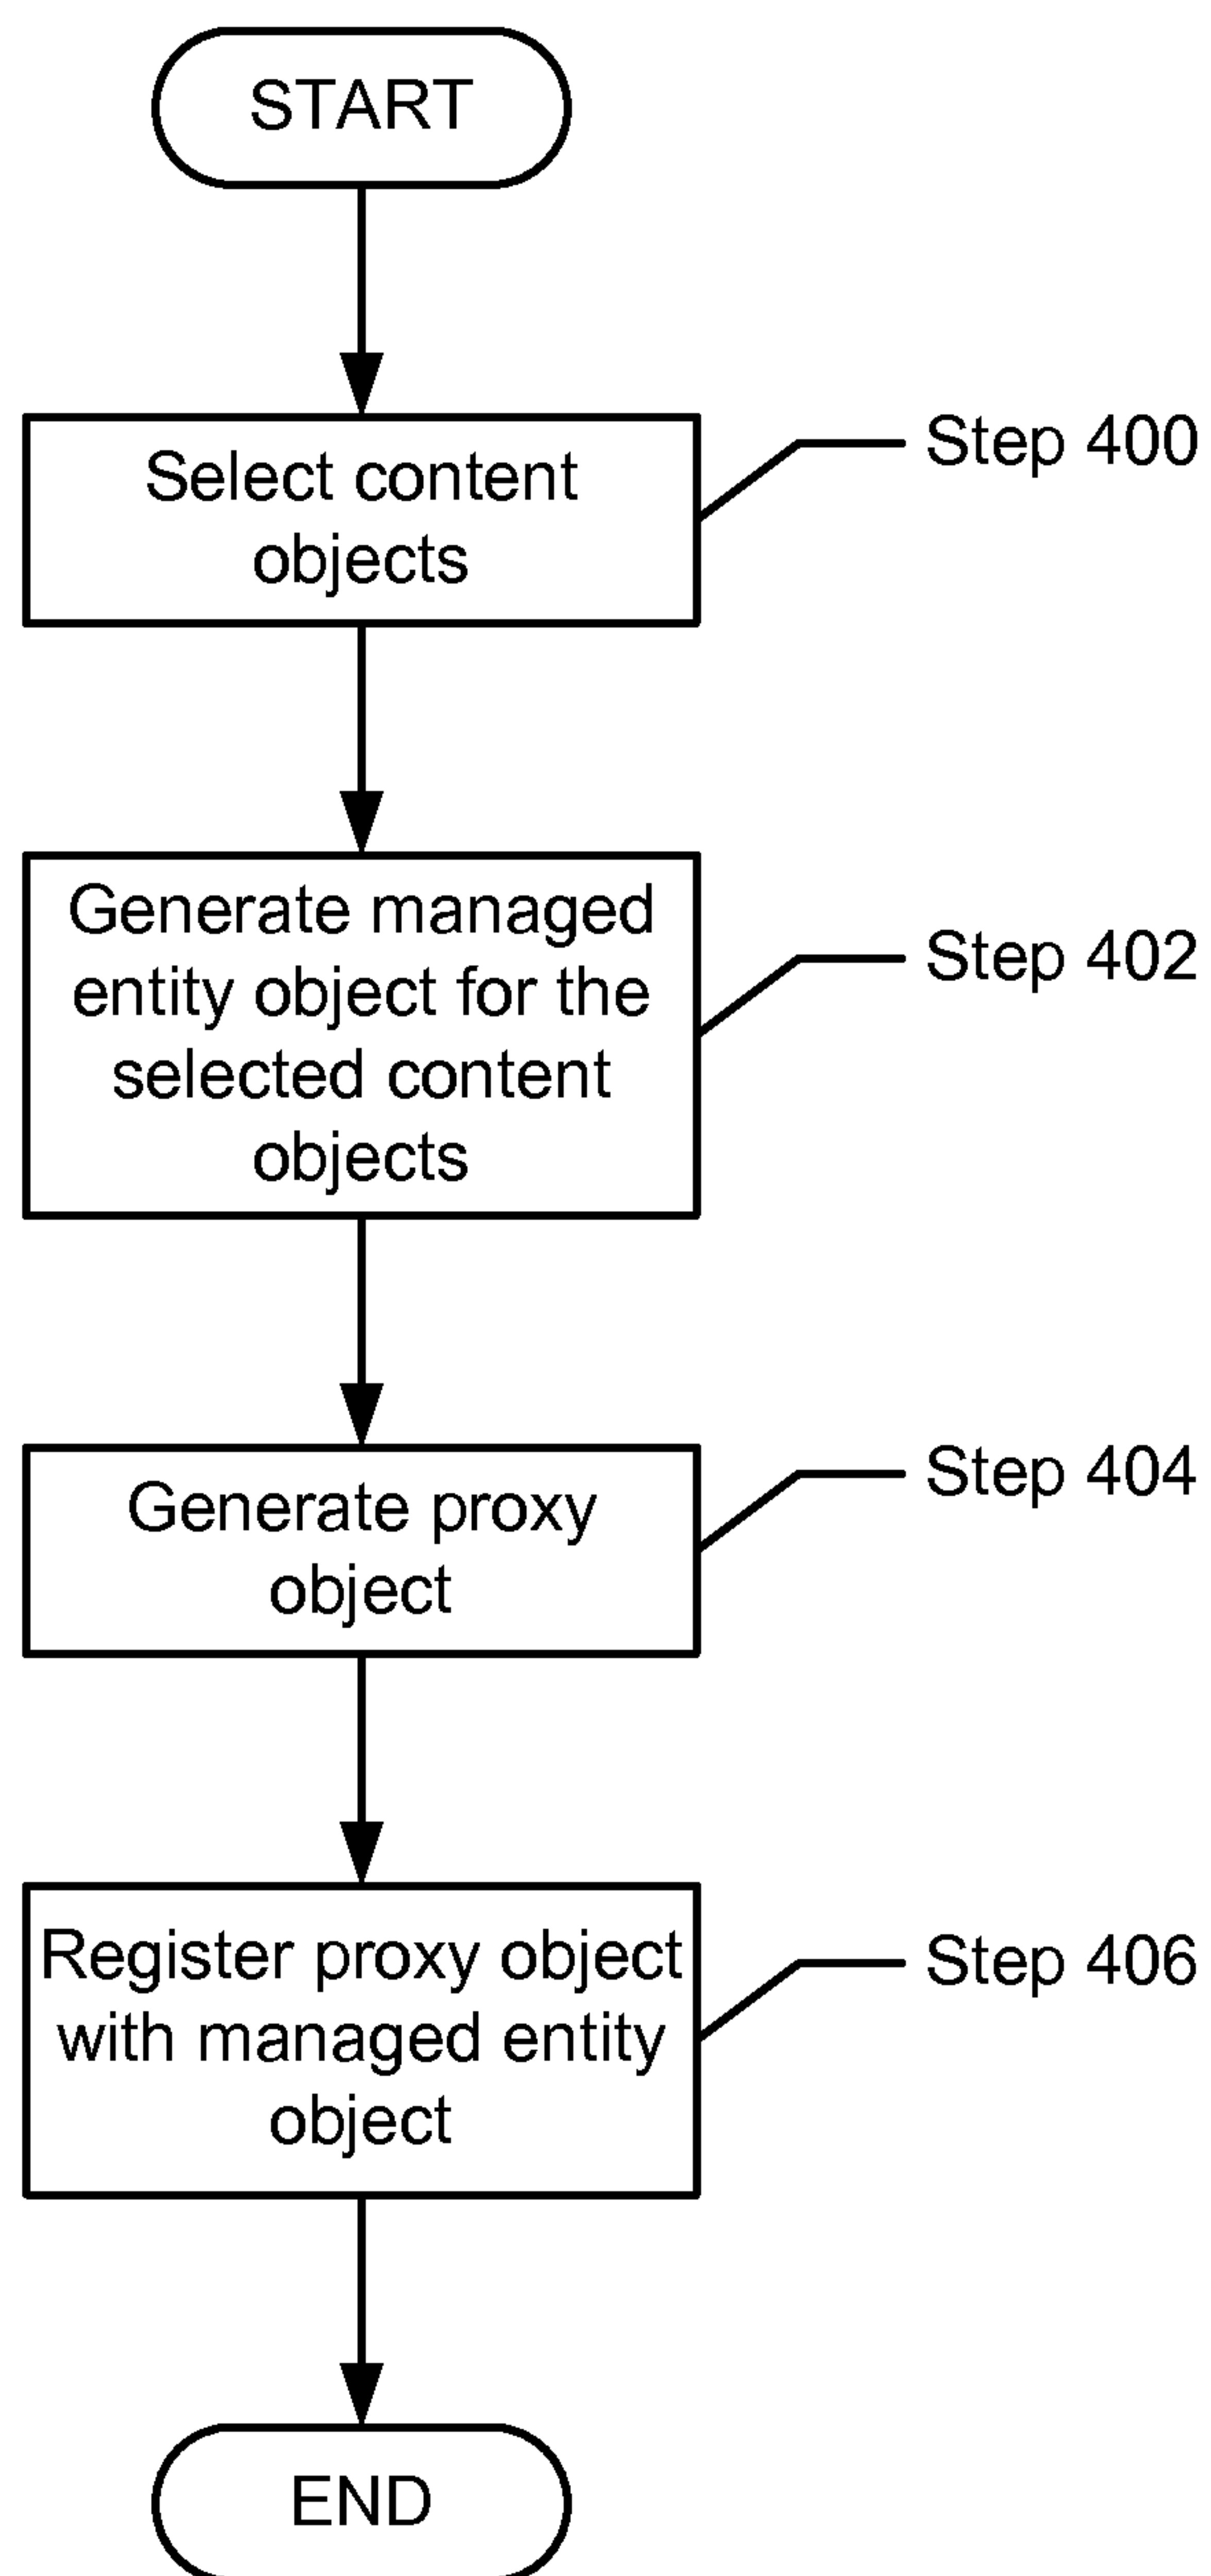 START
Select content
objects
Step 400
Generate managed
entity object for the
selected content
objects
Step 402
Generate proxy
object
Step 404
Register proxy object
with managed entity
object
Step 406
END